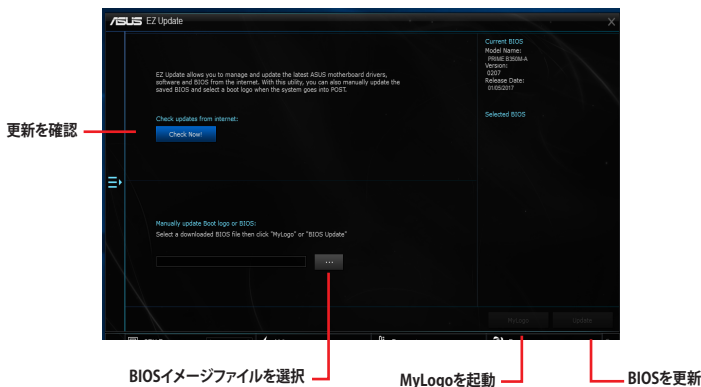 ASUS EZ Update
X
Current BIOS
Model Name:
PRIME B350M-A
Version:
0207
Release Date:
01/05/2017
EZ Update allows you to manage and update the latest ASUS motherboard drivers,
software and BIOS from the internet. With this utility, you can also manually update the
saved BIOS and select a boot logo when the system goes into POST.
Selected BIOS
Check updates from internet:
更新を確認
Check Now!
Manually update Boot logo or BIOS:
Select a downloaded BIOS file then click "MyLogo" or "BIOS Update"
...
MyLogo
Update
BIOSイメージファイルを選択
MyLogoを起動
BIOSを更新